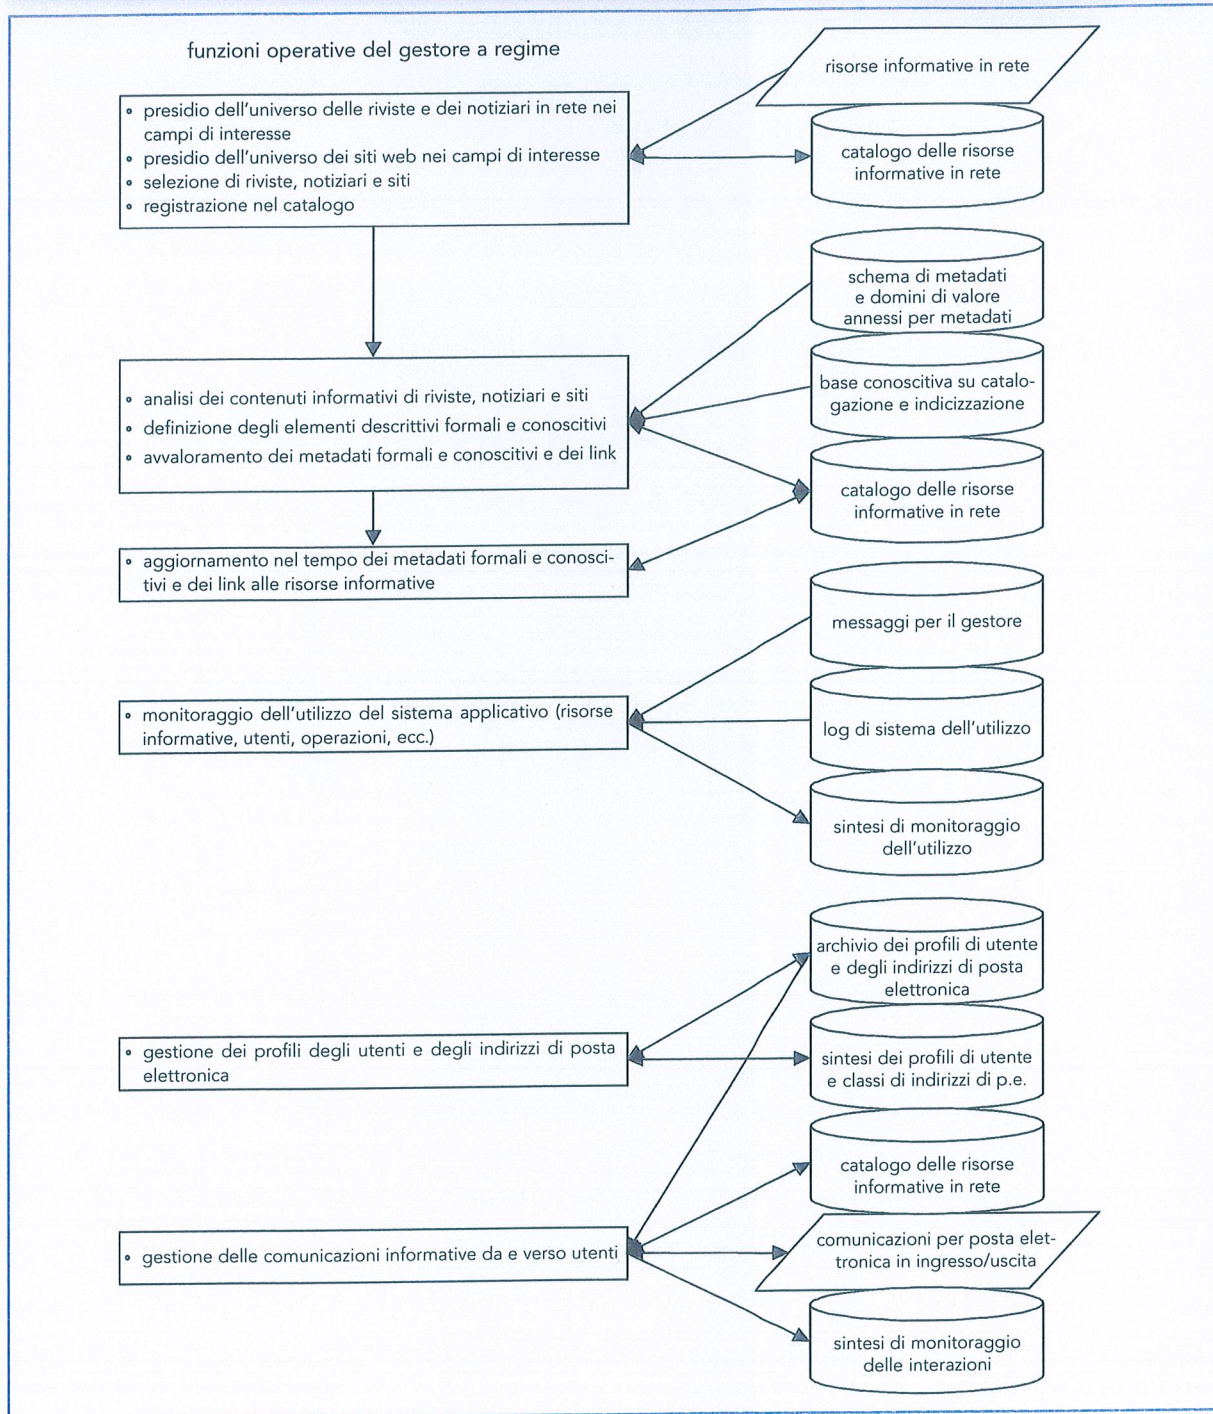 funzioni operative del gestore a regime
• presidio dell'universo delle riviste e dei notiziari in rete nei
campi di interesse
• presidio dell'universo dei siti web nei campi di interesse
• selezione di riviste, notiziari e siti
• registrazione nel catalogo
risorse informative in rete
catalogo delle risorse
informative in rete
schema di metadati
e domini di valore
annessi per metadati
base conoscitiva su catalo-
gazione e indicizzazione
catalogo delle risorse
informative in rete
• analisi dei contenuti informativi di riviste, notiziari e siti
• definizione degli elementi descrittivi formali e conoscitivi
• avvaloramento dei metadati formali e conoscitivi e dei link
• aggiornamento nel tempo dei metadati formali e conosci-
tivi e dei link alle risorse informative
messaggi per il gestore
log di sistema dell'utilizzo
sintesi di monitoraggio
dell'utilizzo
• monitoraggio dell'utilizzo del sistema applicativo (risorse
informative, utenti, operazioni, ecc.)
archivio dei profili di utente
e degli indirizzi di posta
elettronica
sintesi dei profili di utente
e classi di indirizzi di p.e.
• gestione dei profili degli utenti e degli indirizzi di posta
elettronica
catalogo delle risorse
informative in rete
comunicazioni per posta elet-
tronica in ingresso/uscita
sintesi di monitoraggio
delle interazioni
• gestione delle comunicazioni informative da e verso utenti